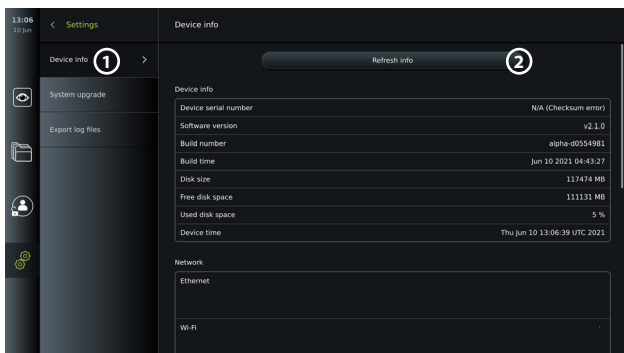 13:06
10 Jun
Settings
Device info
Device info
1
Refresh info
2
System upgrade
Export log files
Device info
Device serial number N/A (Checksum error)
Software version v2.1.0
Build number alpha-d0554981
Build time Jun 10 2021 04:43:27
Disk size 117474 MB
Free disk space 111131 MB
Used disk space 5 %
Device time Thu Jun 10 13:06:39 UTC 2021
Network
Ethernet
Wi-Fi